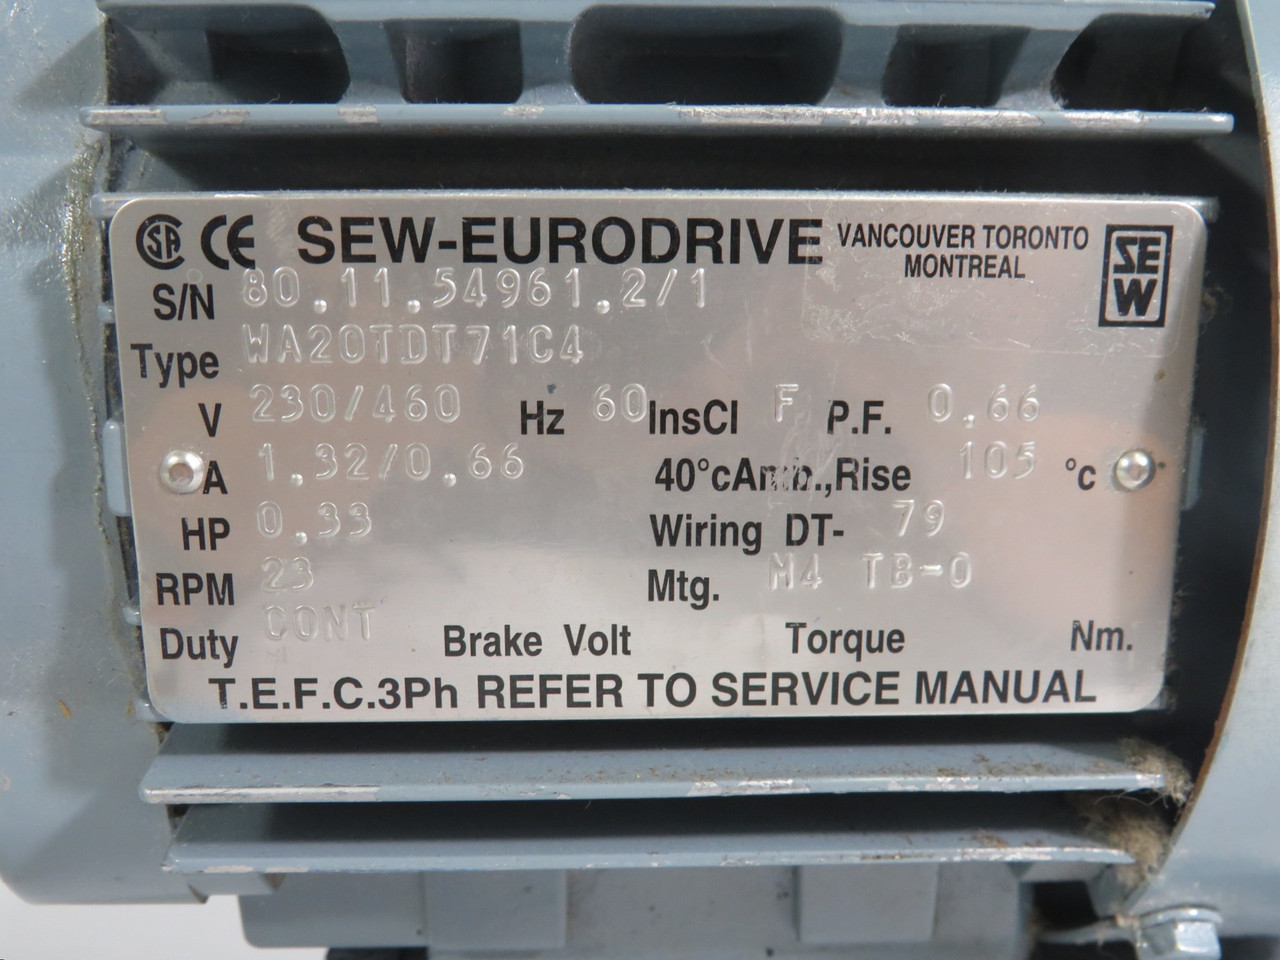 SA CE SEW-EURODRIVE VANCOUVER TORONTO
MONTREAL
SEW
S/N 80.11.54961.2/1
Type WA20TDT71C4
V 230/460 Hz 60 InsCl F P.F. 0.66
A 1.32/0.66 40°cAmb.,Rise 105 °c
HP 0.33 Wiring DT- 79
RPM 23 Mtg. M4 TB-0
Duty CONT Brake Volt Torque Nm.
T.E.F.C.3Ph REFER TO SERVICE MANUAL